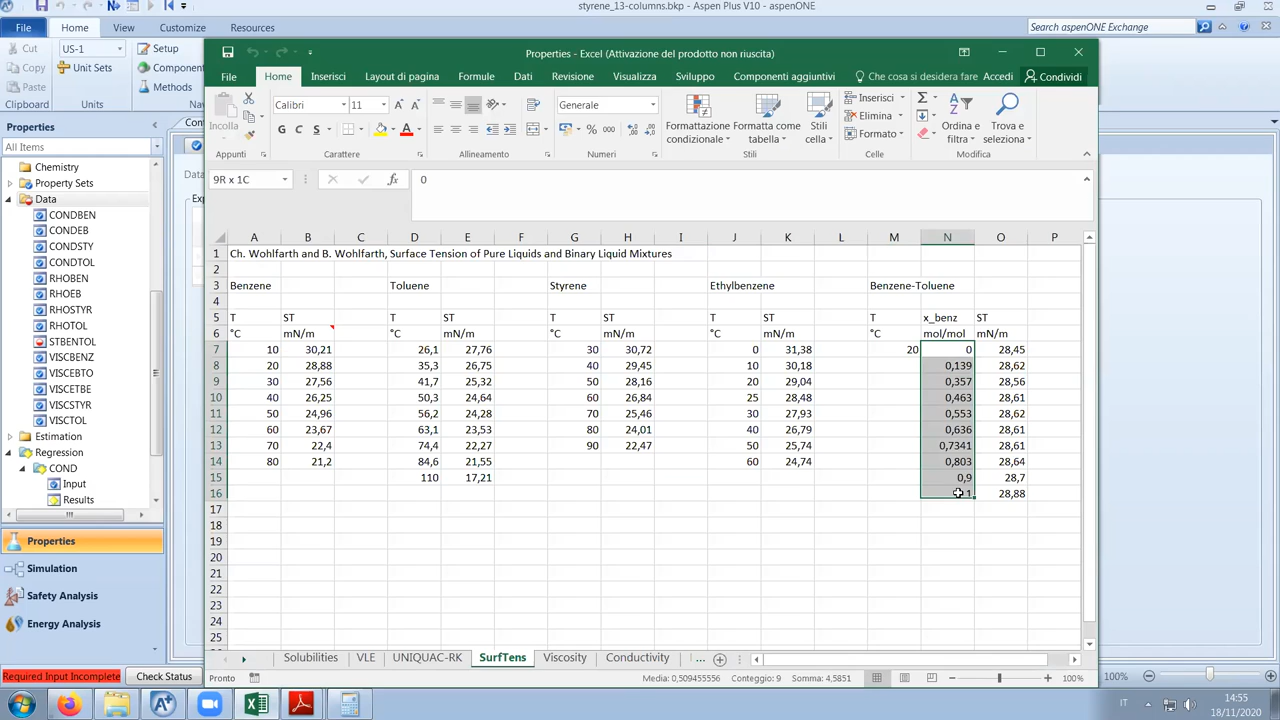 styrene_13-columns.bkp - Aspen Plus V10 - aspenONE
File Home View Customize Resources Search aspenONE Exchange
Cut US-1 Setup
Copy Unit Sets Component
Paste Methods
Clipboard Units
Properties - Excel (Attivazione del prodotto non riuscita)
File Home Inserisci Layout di pagina Formule Dati Revisione Visualizza Sviluppo Componenti aggiuntivi Che cosa si desidera fare Accedi Condividi
Incolla Calibri 11 Generale Formattazione condizionale Formatta come tabella Stili cella Inserisci Elimina Formato Ordina e filtra Trova e seleziona
G C S
Appunti Carattere Allineamento Numeri Stili Celle Modifica
9R x 1C fx 0
A B C D E F G H I J K L M N O P
1 Ch. Wohlfarth and B. Wohlfarth, Surface Tension of Pure Liquids and Binary Liquid Mixtures
2
3 Benzene Toluene Styrene Ethylbenzene Benzene-Toluene
4
5 T ST T ST T ST T ST T x_benz ST
6 °C mN/m °C mN/m °C mN/m °C mN/m °C mol/mol mN/m
7 10 30,21 26,1 27,76 30 30,72 0 31,38 20 0 28,45
8 20 28,88 35,3 26,75 40 29,45 10 30,18 0,139 28,62
9 30 27,56 41,7 25,32 50 28,16 20 29,04 0,357 28,56
10 40 26,25 50,3 24,64 60 26,84 25 28,48 0,463 28,61
11 50 24,96 56,2 24,28 70 25,46 30 27,93 0,553 28,62
12 60 23,67 63,1 23,53 80 24,01 40 26,79 0,636 28,61
13 70 22,4 74,4 22,27 90 22,47 50 25,74 0,7341 28,61
14 80 21,2 84,6 21,55 60 24,74 0,803 28,64
15 110 17,21 0,9 28,7
16 1 28,88
17
18
19
20
21
22
23
24
25
Solubilities VLE UNIQUAC-RK SurfTens Viscosity Conductivity ...
Pronto Conteggio: 9 Somma: 4,5851 100%
Properties
All Items
Chemistry
Property Sets
Data
CONDBEN
CONDEB
CONDSTY
CONDTOL
RHOBEN
RHOEB
RHOSTYR
RHOTOL
STBENTOL
VISCBENZ
VISCEBTO
VISCETBE
VISCSTYR
VISCTOL
Estimation
Regression
COND
Input
Results
Properties
Simulation
Safety Analysis
Energy Analysis
Required Input Incomplete Check Status 100%
IT 14:55
18/11/2020